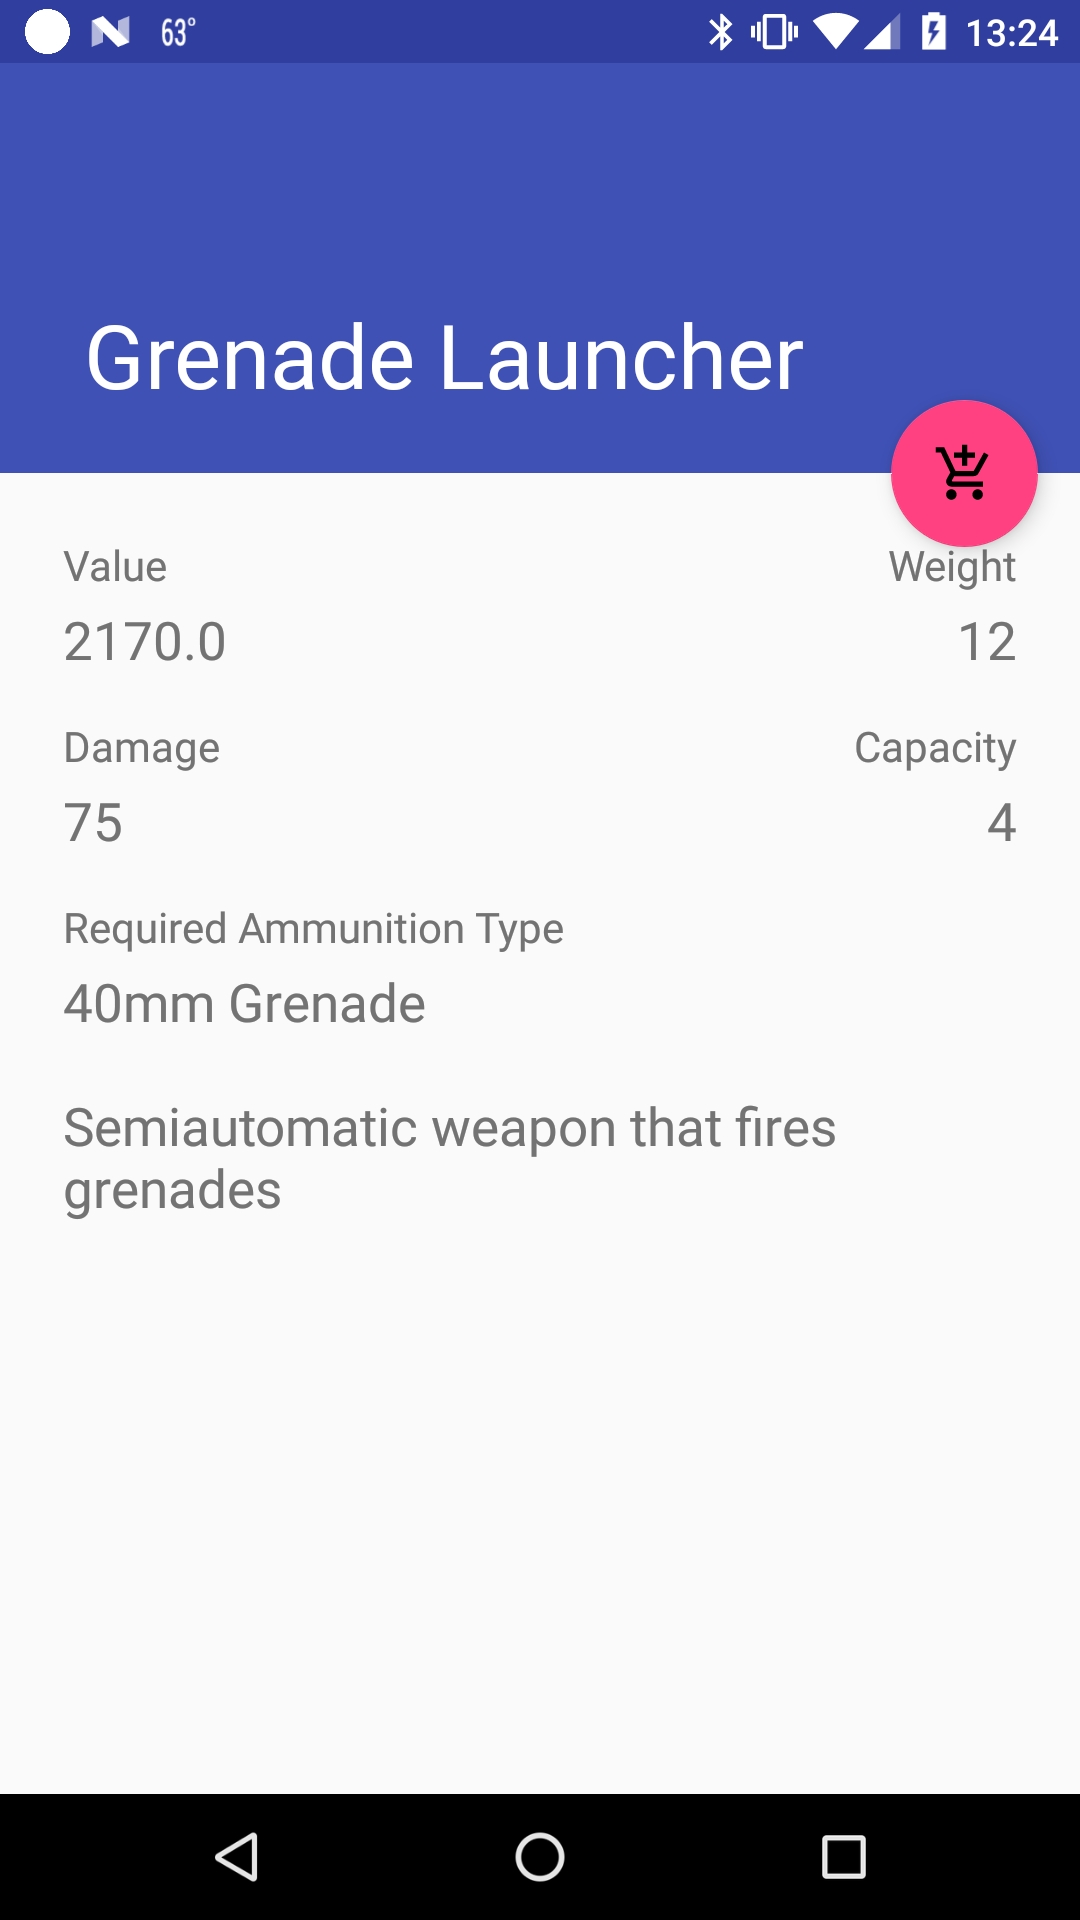 63° 13:24
Grenade Launcher
Value Weight
2170.0 12
Damage Capacity
75 4
Required Ammunition Type
40mm Grenade
Semiautomatic weapon that fires
grenades